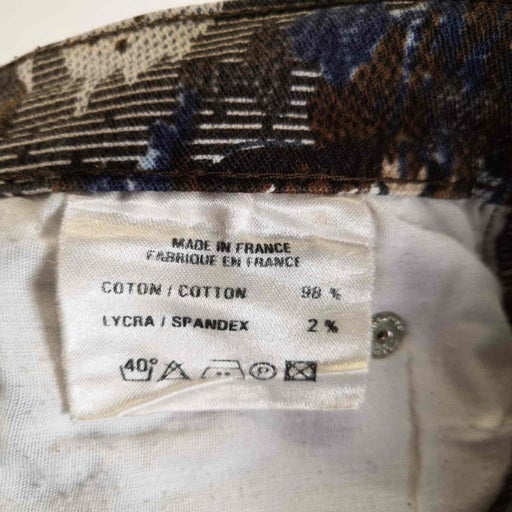 MADE IN FRANCE
FABRIQUE EN FRANCE
COTON / COTTON 98 %
LYCRA / SPANDEX 2 %
40° P